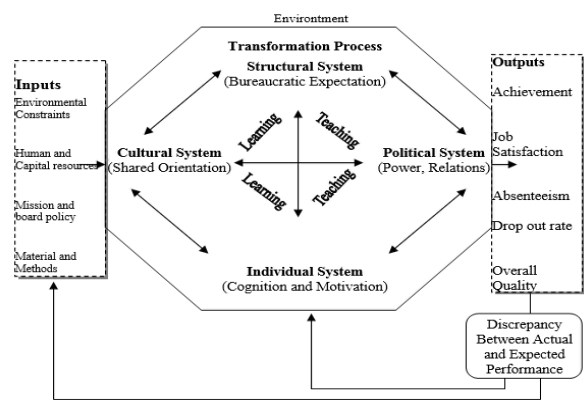 Environtment
Transformation Process
Structural System
(Bureaucratic Expectation)
Inputs
Environmental
Constraints
Human and
Capital resources
Mission and
board policy
Material and
Methods
Learning
Teaching
Cultural System
(Shared Orientation)
Political System
(Power, Relations)
Learning
Teaching
Individual System
(Cognition and Motivation)
Outputs
Achievement
Job
Satisfaction
Absenteeism
Drop out rate
Overall
Quality
Discrepancy
Between Actual
and Expected
Performance